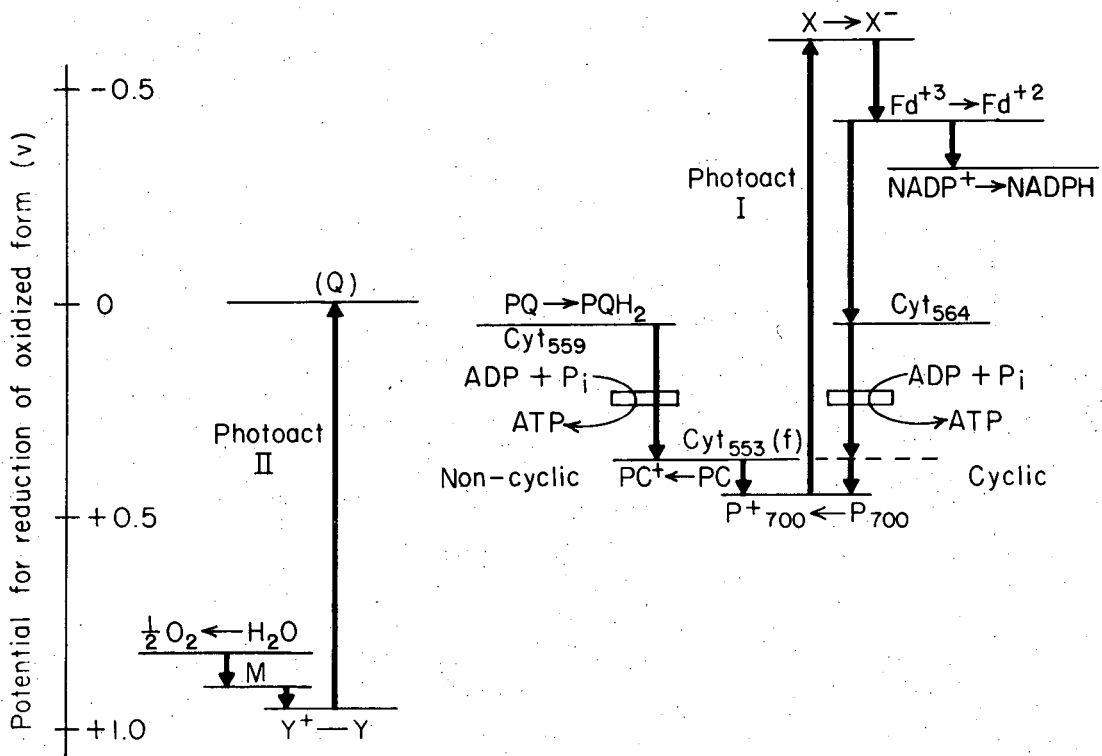 Potential for reduction of oxidized form (v)
-0.5
0
+0.5
+1.0
X → X⁻
Fd⁺³ → Fd⁺²
NADP⁺ → NADPH
Photoact
I
(Q)
PQ → PQH₂
Cyt₅₅₉
Cyt₅₆₄
ADP + Pi
ATP
ADP + Pi
ATP
Photoact
II
Cyt₅₅₃ (f)
Non-cyclic
PC⁺ ← PC
Cyclic
P⁺₇₀₀ ← P₇₀₀
½ O₂ ← H₂O
M
Y⁺ — Y